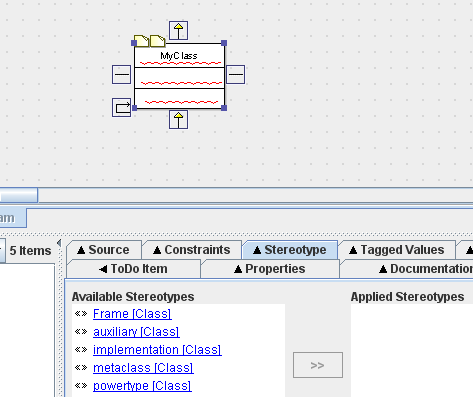 MyClass
am
5 Items
▲ Source ▲ Constraints ▲ Stereotype ▲ Tagged Values ▲
◄ ToDo Item ▲ Properties ▲ Documentation
Available Stereotypes Applied Stereotypes
«» Frame [Class]
«» auxiliary [Class]
«» implementation [Class]
>>
«» metaclass [Class]
«» powertype [Class]